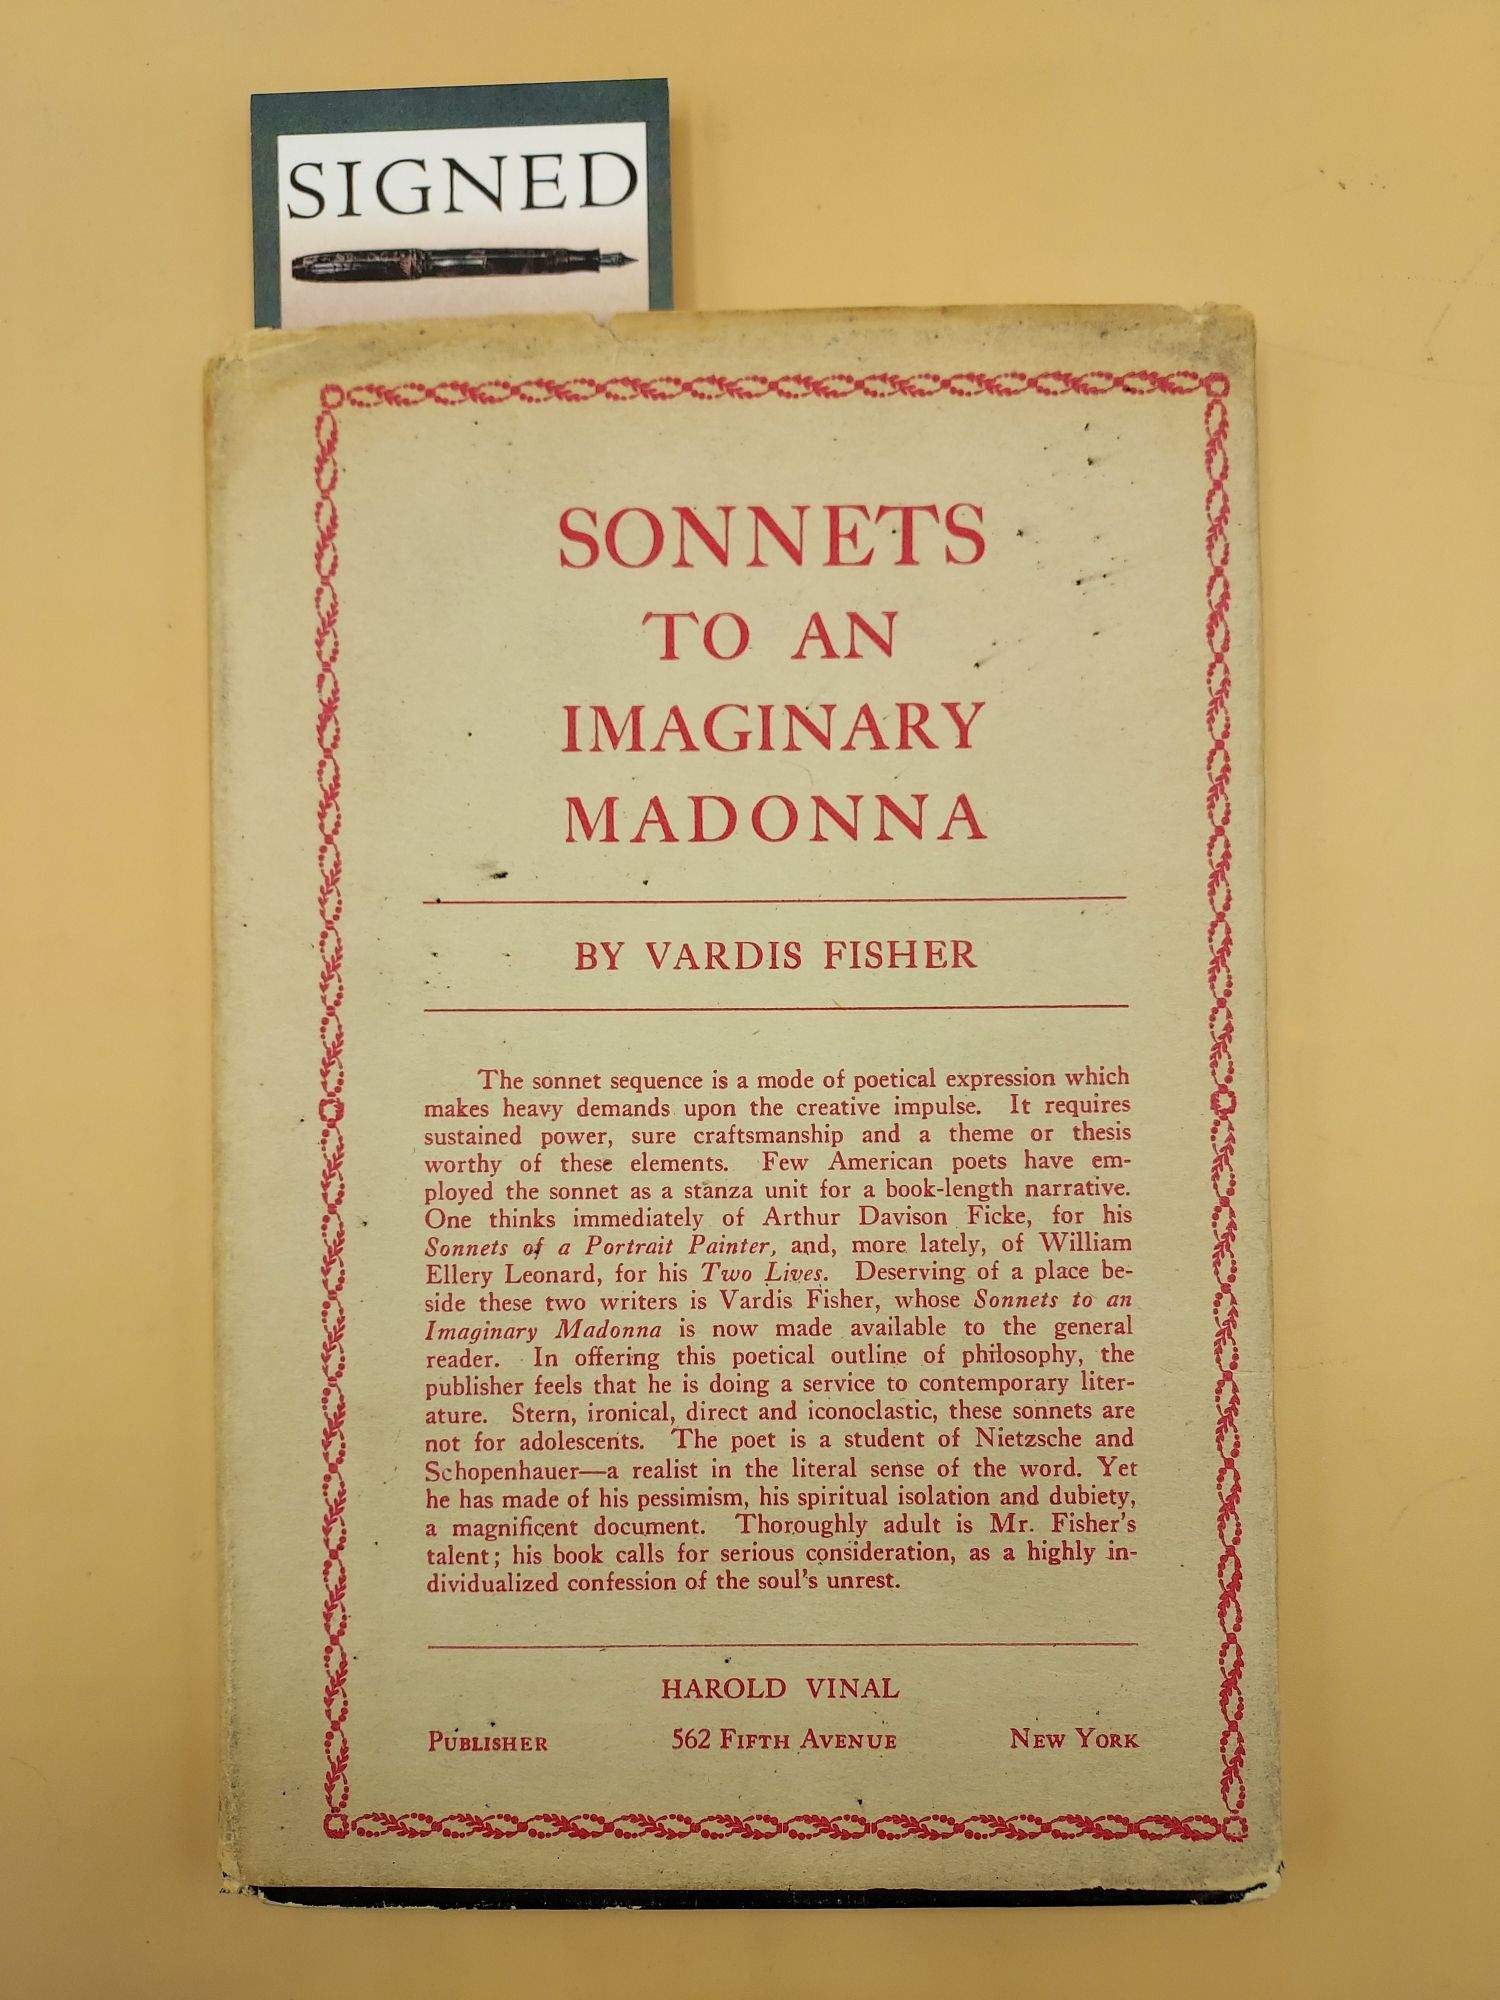 SIGNED
SONNETS
TO AN
IMAGINARY
MADONNA
BY VARDIS FISHER
The sonnet sequence is a mode of poetical expression which
makes heavy demands upon the creative impulse. It requires
sustained power, sure craftsmanship and a theme or thesis
worthy of these elements. Few American poets have em-
ployed the sonnet as a stanza unit for a book-length narrative.
One thinks immediately of Arthur Davison Ficke, for his
Sonnets of a Portrait Painter, and, more lately, of William
Ellery Leonard, for his Two Lives. Deserving of a place be-
side these two writers is Vardis Fisher, whose Sonnets to an
Imaginary Madonna is now made available to the general
reader. In offering this poetical outline of philosophy, the
publisher feels that he is doing a service to contemporary liter-
ature. Stern, ironical, direct and iconoclastic, these sonnets are
not for adolescents. The poet is a student of Nietzsche and
Schopenhauer—a realist in the literal sense of the word. Yet
he has made of his pessimism, his spiritual isolation and dubiety,
a magnificent document. Thoroughly adult is Mr. Fisher's
talent; his book calls for serious consideration, as a highly in-
dividualized confession of the soul's unrest.
HAROLD VINAL
PUBLISHER 562 FIFTH AVENUE NEW YORK